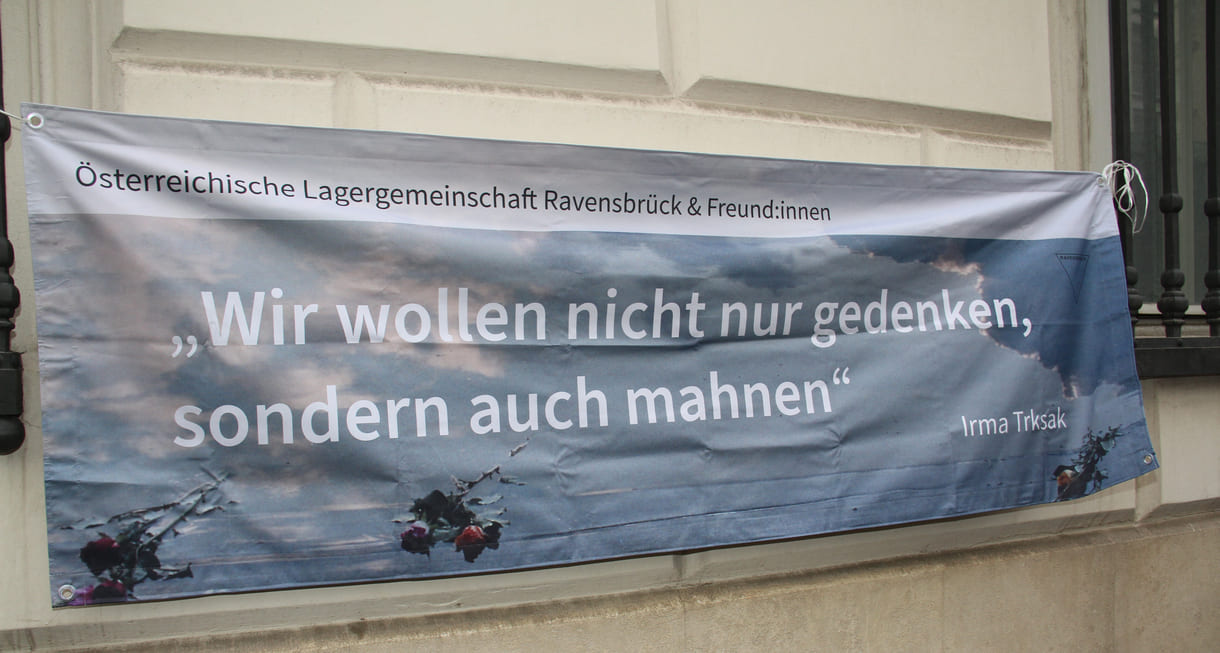 Österreichische Lagergemeinschaft Ravensbrück & Freund:innen
„Wir wollen nicht nur gedenken,
sondern auch mahnen“
Irma Trksak